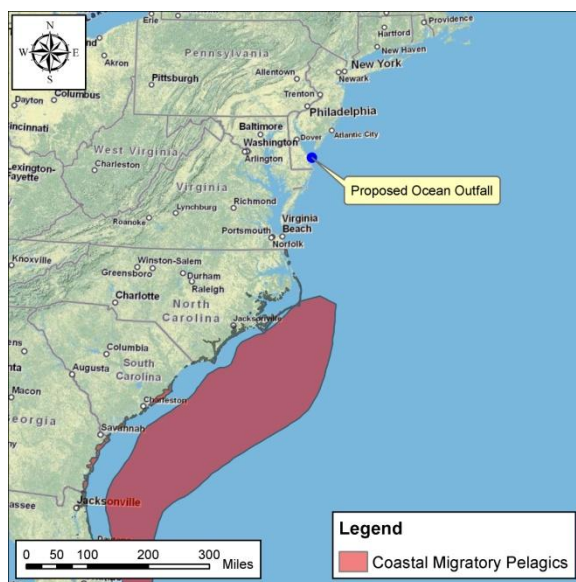 N
W E
S
Erie
Providence
Hartford
New Haven
Akron
Pennsylvania
New York
Newark
Pittsburgh
Allentown
Trenton
Columbus
Dayton
Philadelphia
Cincinnati
Baltimore
Dover
Atlantic City
Washington
Arlington
West Virginia
Charleston
Lexington-
Fayette
Proposed Ocean Outfall
Virginia
Richmond
Lynchburg
Roanoke
Virginia
Beach
Portsmouth
Norfolk
Knoxville
Winston-Salem
Greensboro
Durham
Raleigh
Charlotte
North
Carolina
Jacksonville
Columbia
South
Carolina
Augusta
Macon
Charleston
Georgia
Savannah
Jacksonville
Legend
Coastal Migratory Pelagics
0 50 100 200 300
Miles